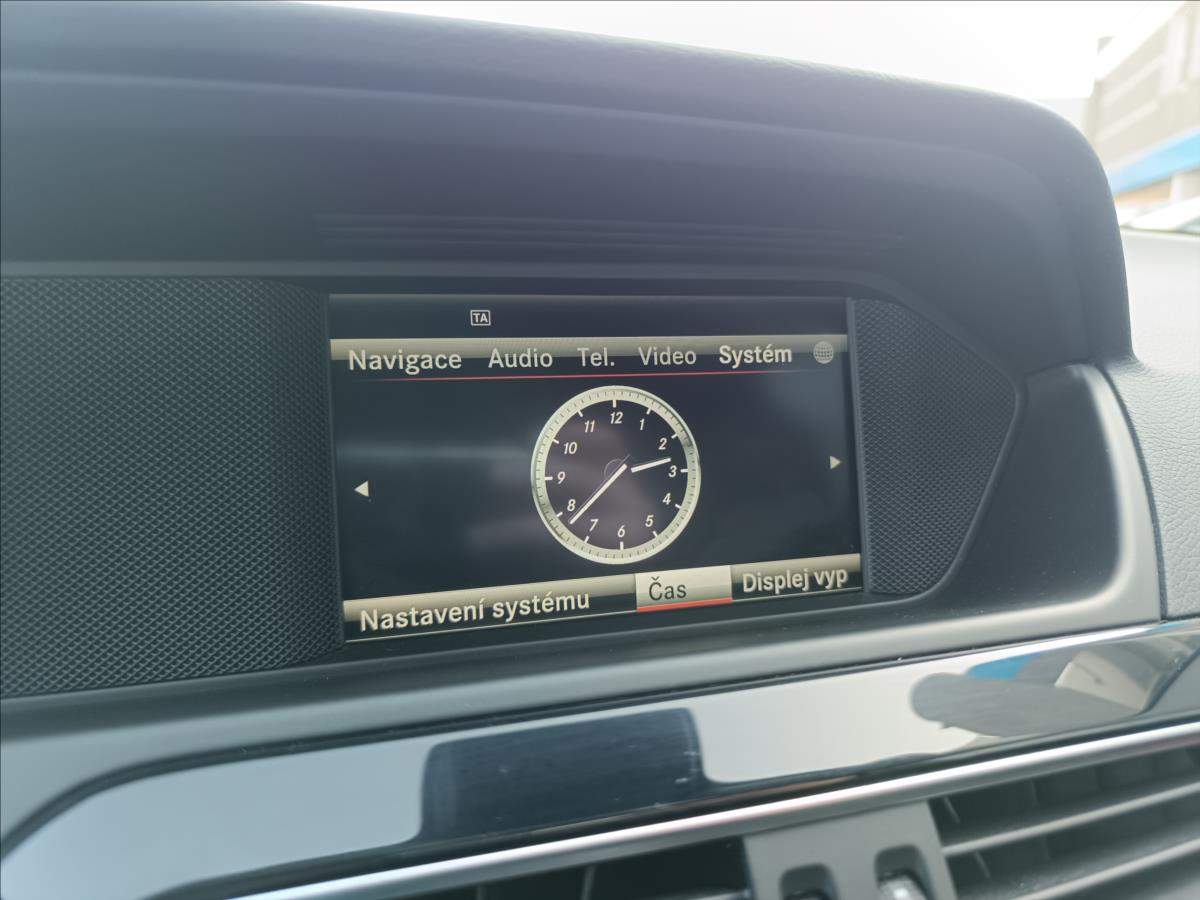 TA
Navigace Audio Tel. Video Systém
12
11 1
10 2
9 3
8 4
7 5
6
Nastavení systému Čas Displej vyp